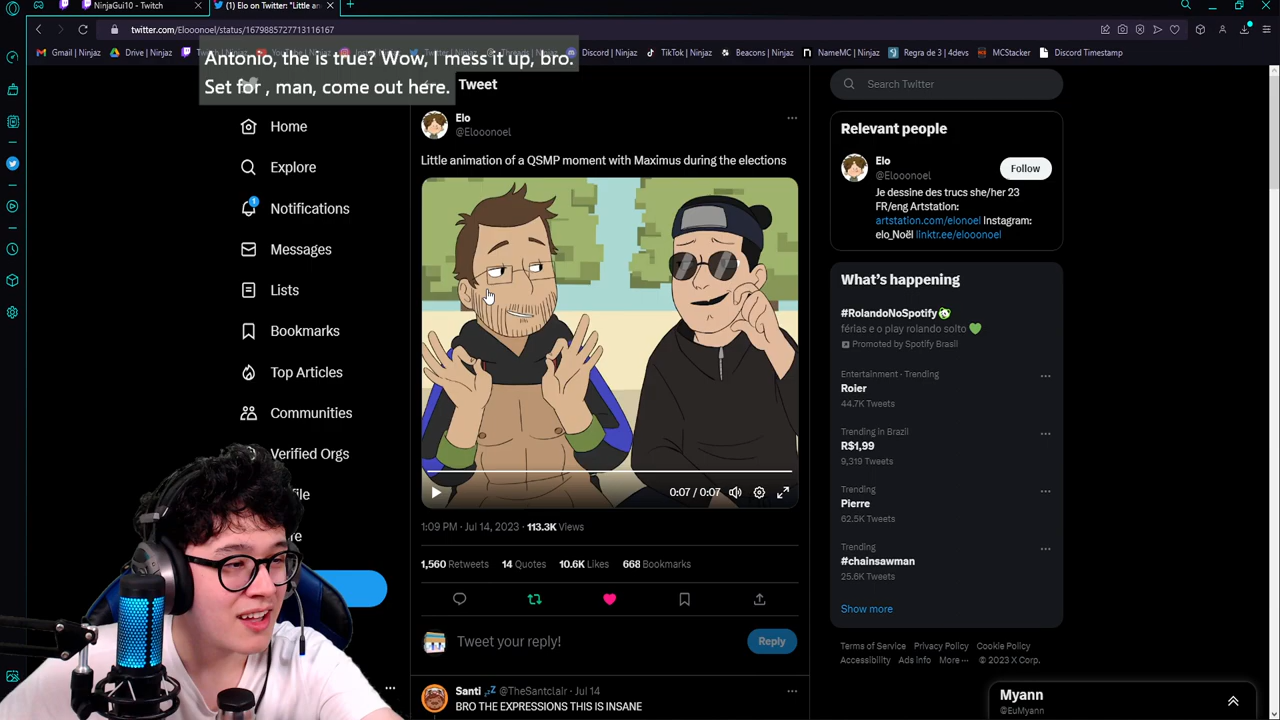 NinjaGui10 - Twitch
(1) Elo on Twitter: "Little an
twitter.com/Elooonoel/status/1679885727713116167
Gmail | Ninjaz
Drive | Ninjaz
Discord | Ninjaz
TikTok | Ninjaz
Beacons | Ninjaz
NameMC | Ninjaz
Regra de 3 | 4devs
MCStacker
Discord Timestamp
Antonio, the is true? Wow, I mess it up, bro.
Set for , man, come out here.
Home
Explore
1
Notifications
Messages
Lists
Bookmarks
Top Articles
Communities
Verified Orgs
Tweet
Elo
@Elooonoel
Little animation of a QSMP moment with Maximus during the elections
0:07 / 0:07
1:09 PM · Jul 14, 2023 · 113.3K Views
1,560 Retweets 14 Quotes 10.6K Likes 668 Bookmarks
Tweet your reply!
Reply
Santi @TheSantclair · Jul 14
BRO THE EXPRESSIONS THIS IS INSANE
Search Twitter
Relevant people
Elo
@Elooonoel
Follow
Je dessine des trucs she/her 23
FR/eng Artstation:
artstation.com/elonoel Instagram:
elo_Noël linktr.ee/elooonoel
What's happening
#RolandoNoSpotify
férias e o play rolando solto
Promoted by Spotify Brasil
Entertainment · Trending
Roier
44.7K Tweets
Trending in Brazil
R$1,99
9,319 Tweets
Trending
Pierre
62.5K Tweets
Trending
#chainsawman
25.6K Tweets
Show more
Terms of Service Privacy Policy Cookie Policy
Accessibility Ads info More ··· © 2023 X Corp.
Myann
@EuMyann